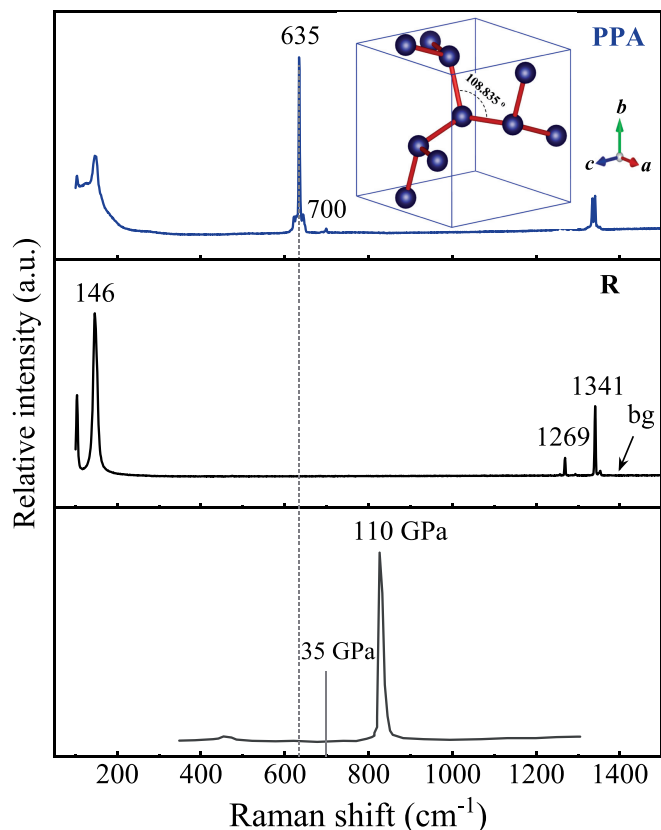 PPA
635
108.835°
b
c
a
700
R
146
1341
1269
bg
110 GPa
35 GPa
200 400 600 800 1000 1200 1400
Raman shift (cm⁻¹)
Relative intensity (a.u.)